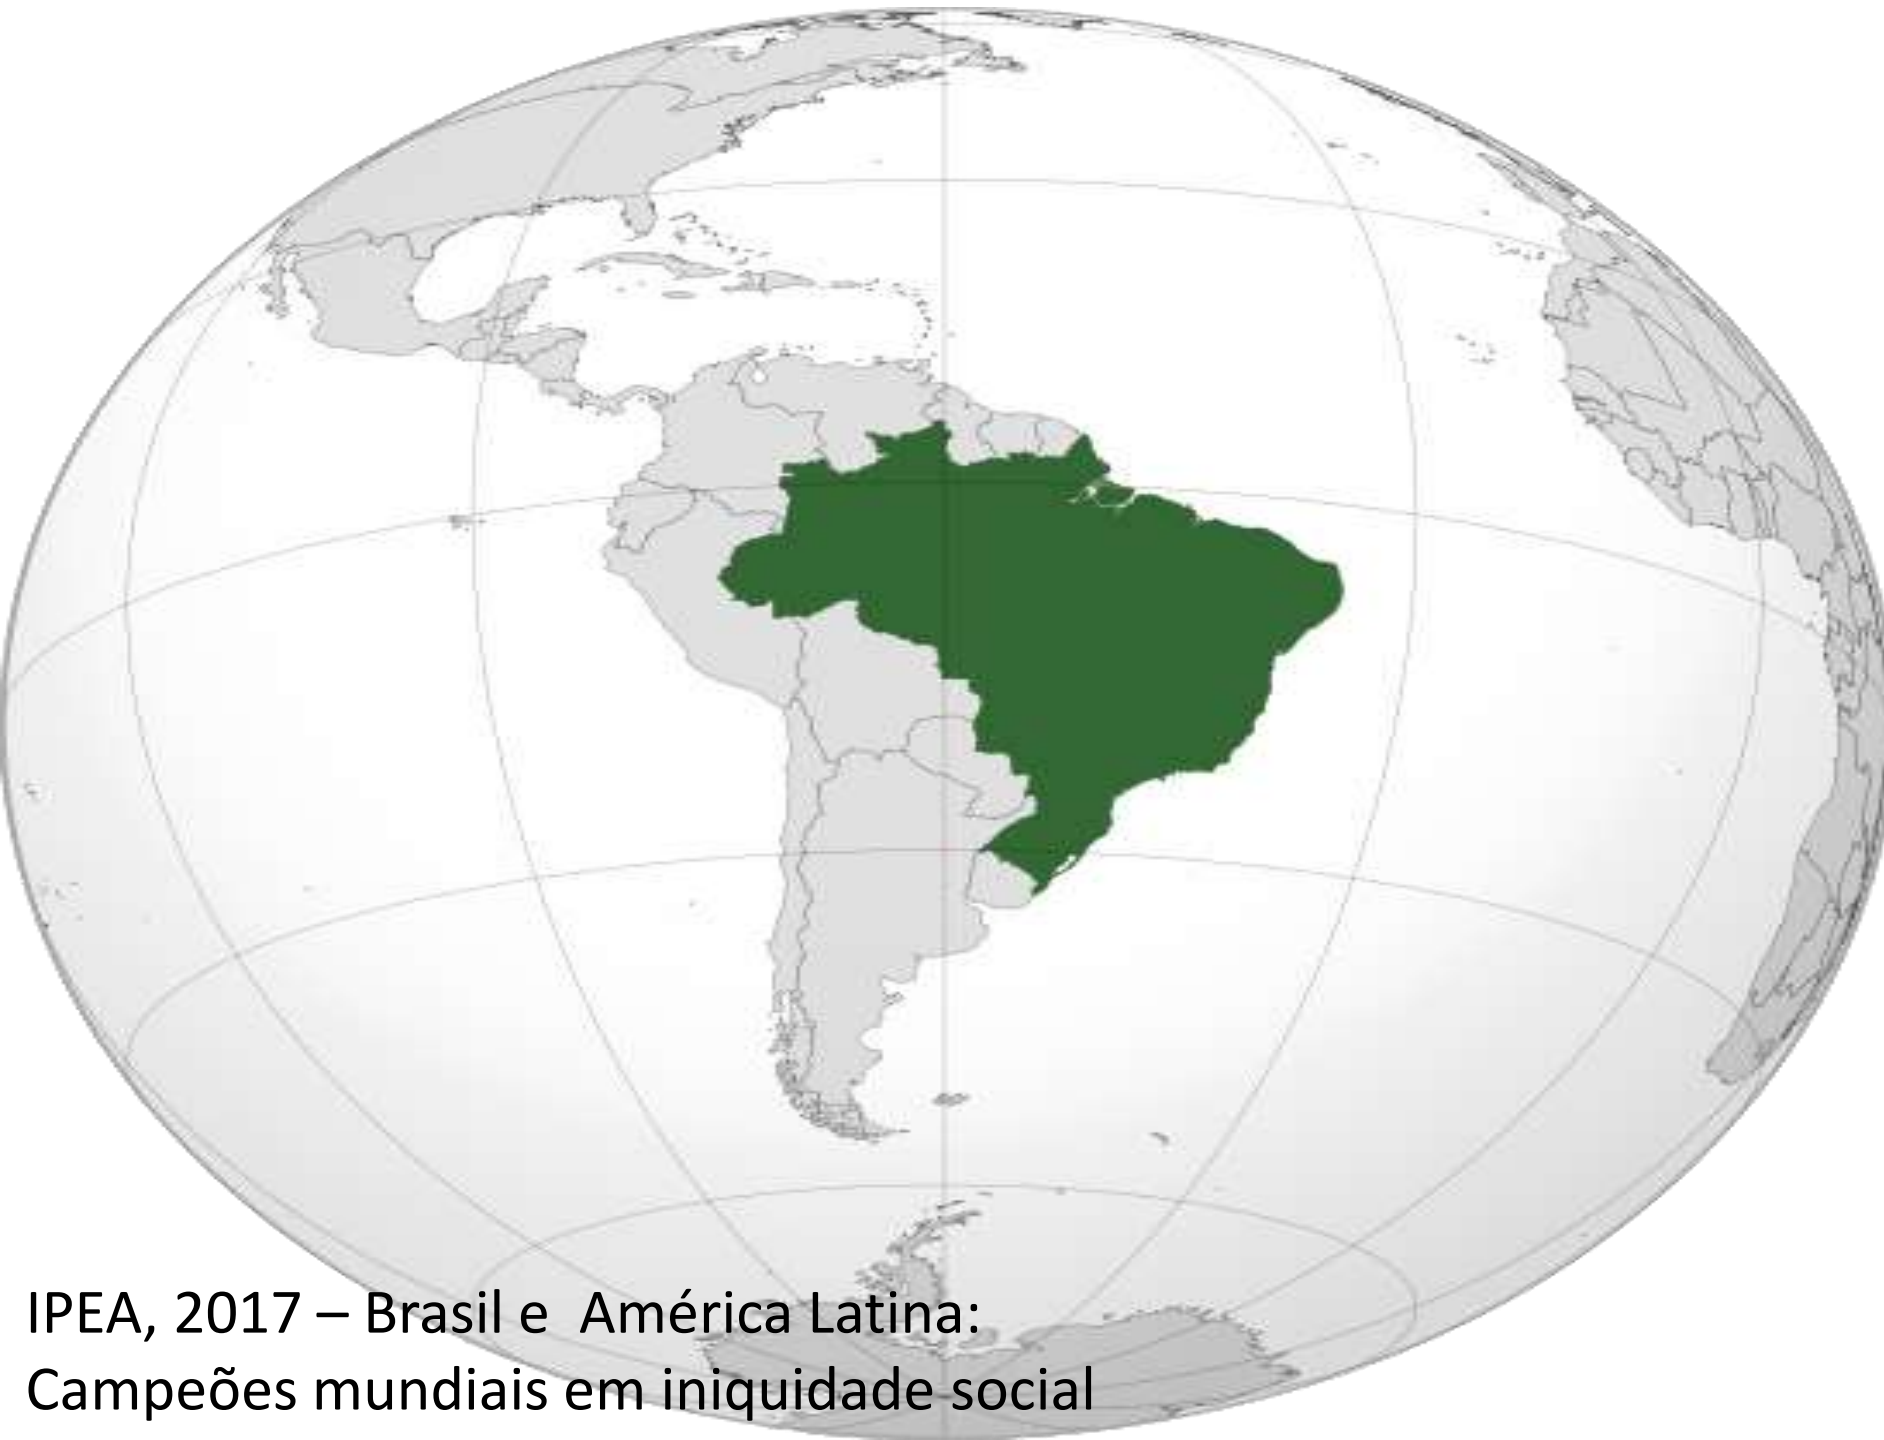 IPEA, 2017 – Brasil e  América Latina:
Campeões mundiais em iniquidade social